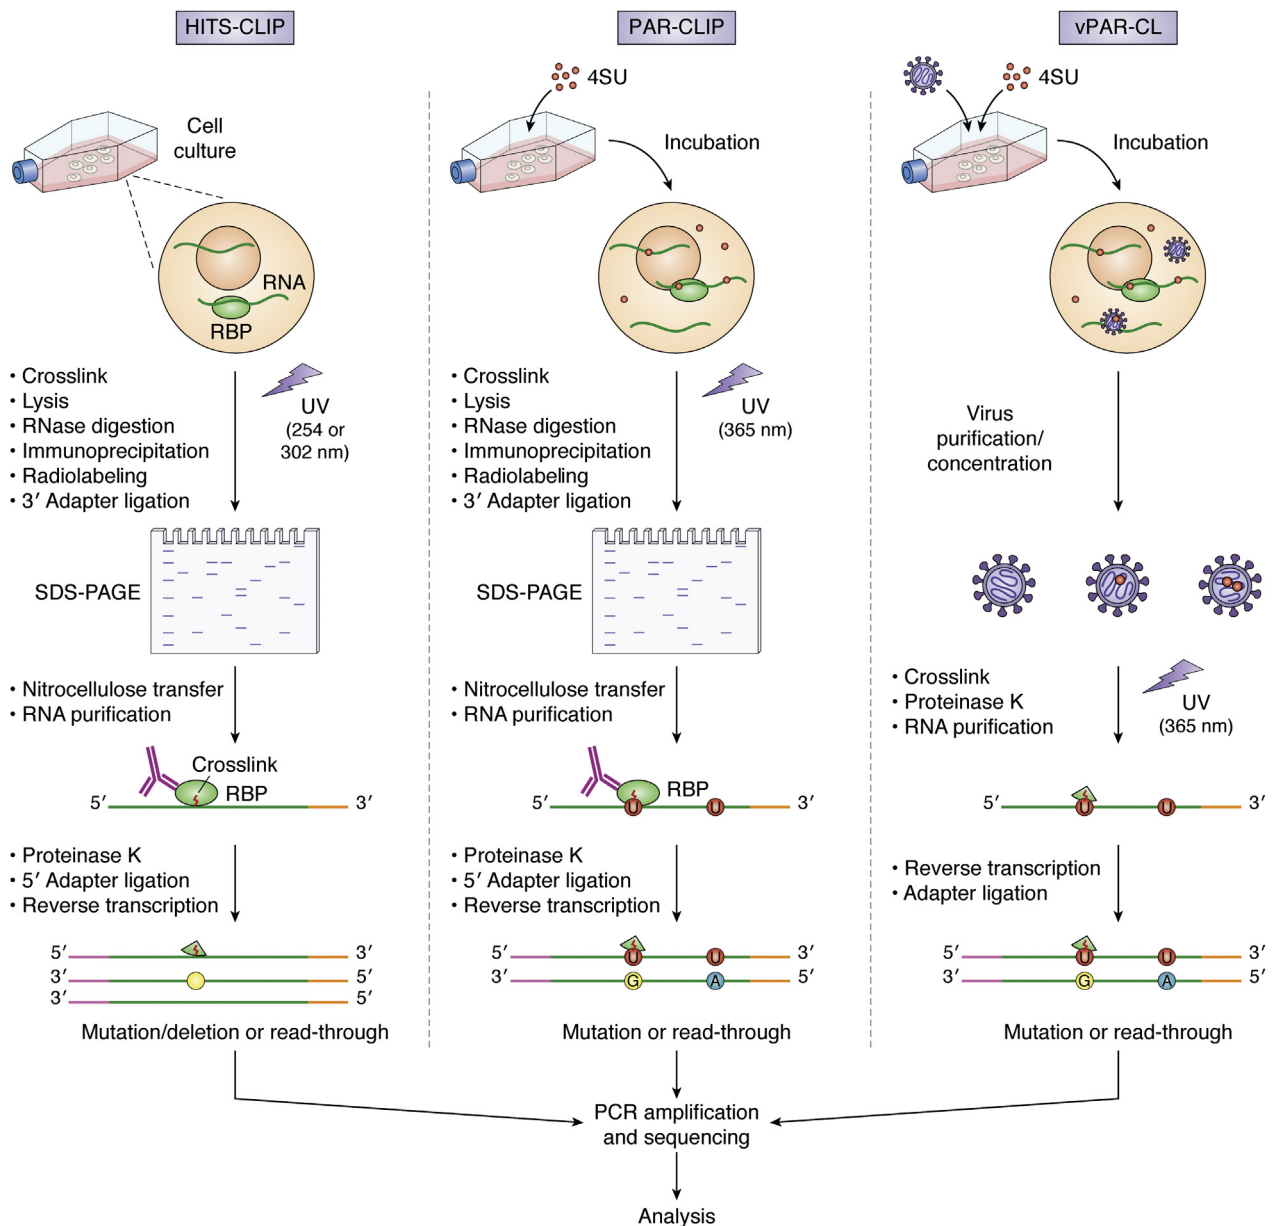 HITS-CLIP
Cell
culture
RNA
RBP
• Crosslink
• Lysis
• RNase digestion
• Immunoprecipitation
• Radiolabeling
• 3′ Adapter ligation
UV
(254 or
302 nm)
SDS-PAGE
• Nitrocellulose transfer
• RNA purification
Crosslink
RBP
5′ 3′
• Proteinase K
• 5′ Adapter ligation
• Reverse transcription
5′ 3′
3′ 5′
3′ 5′
Mutation/deletion or read-through
PAR-CLIP
4SU
Incubation
• Crosslink
• Lysis
• RNase digestion
• Immunoprecipitation
• Radiolabeling
• 3′ Adapter ligation
UV
(365 nm)
SDS-PAGE
• Nitrocellulose transfer
• RNA purification
RBP
5′ U U 3′
• Proteinase K
• 5′ Adapter ligation
• Reverse transcription
5′ U U 3′
3′ G A 5′
Mutation or read-through
vPAR-CL
4SU
Incubation
Virus
purification/
concentration
• Crosslink
• Proteinase K
• RNA purification
UV
(365 nm)
5′ U U 3′
• Reverse transcription
• Adapter ligation
5′ U U 3′
3′ G A 5′
Mutation or read-through
PCR amplification
and sequencing
Analysis